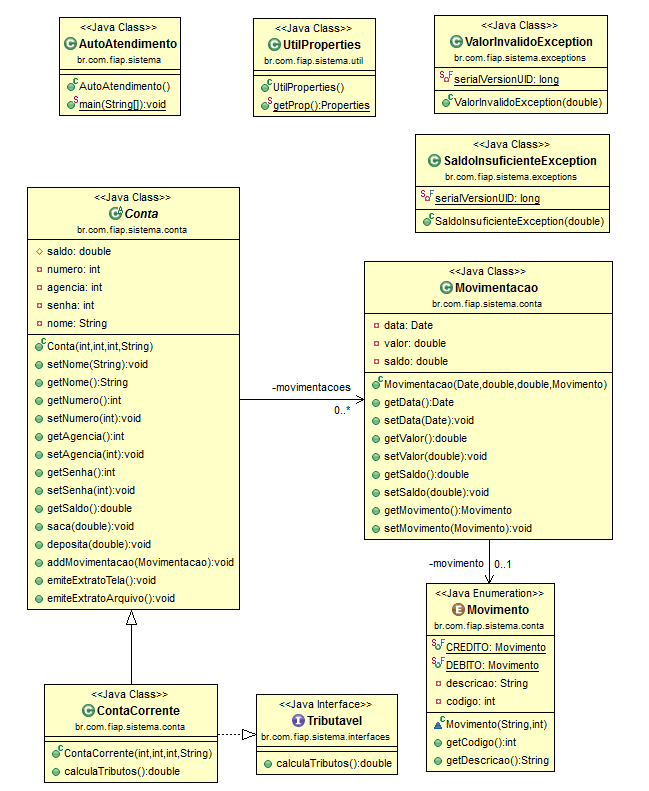 <<Java Class>>
AutoAtendimento
br.com.fiap.sistema
AutoAtendimento()
main(String[]):void
<<Java Class>>
UtilProperties
br.com.fiap.sistema.util
UtilProperties()
getProp():Properties
<<Java Class>>
ValorInvalidoException
br.com.fiap.sistema.exceptions
serialVersionUID: long
ValorInvalidoException(double)
<<Java Class>>
SaldoInsuficienteException
br.com.fiap.sistema.exceptions
serialVersionUID: long
SaldoInsuficienteException(double)
<<Java Class>>
Conta
br.com.fiap.sistema.conta
saldo: double
numero: int
agencia: int
senha: int
nome: String
Conta(int,int,int,String)
setNome(String):void
getNome():String
getNumero():int
setNumero(int):void
getAgencia():int
setAgencia(int):void
getSenha():int
setSenha(int):void
getSaldo():double
saca(double):void
deposita(double):void
addMovimentacao(Movimentacao):void
emiteExtratoTela():void
emiteExtratoArquivo():void
-movimentacoes
0..*
<<Java Class>>
Movimentacao
br.com.fiap.sistema.conta
data: Date
valor: double
saldo: double
Movimentacao(Date,double,double,Movimento)
getData():Date
setData(Date):void
getValor():double
setValor(double):void
getSaldo():double
setSaldo(double):void
getMovimento():Movimento
setMovimento(Movimento):void
-movimento
0..1
<<Java Enumeration>>
Movimento
br.com.fiap.sistema.conta
CREDITO: Movimento
DEBITO: Movimento
descricao: String
codigo: int
Movimento(String,int)
getCodigo():int
getDescricao():String
<<Java Class>>
ContaCorrente
br.com.fiap.sistema.conta
ContaCorrente(int,int,int,String)
calculaTributos():double
<<Java Interface>>
Tributavel
br.com.fiap.sistema.interfaces
calculaTributos():double